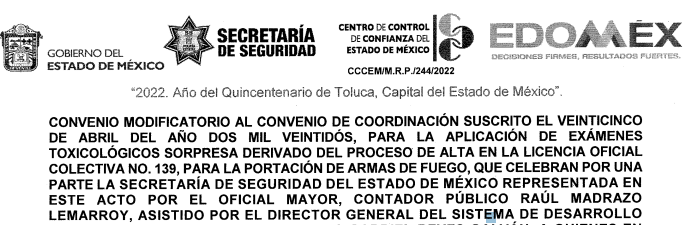 GOBIERNO DEL
ESTADO DE MÉXICO
SECRETARÍA
DE SEGURIDAD
CENTRO DE CONTROL
DE CONFIANZA DEL
ESTADO DE MÉXICO
CCCEM/M.R.P./244/2022
EDOMÉX
DECISIONES FIRMES, RESULTADOS FUERTES.
"2022. Año del Quincentenario de Toluca, Capital del Estado de México".
CONVENIO MODIFICATORIO AL CONVENIO DE COORDINACIÓN SUSCRITO EL VEINTICINCO
DE ABRIL DEL AÑO DOS MIL VEINTIDÓS, PARA LA APLICACIÓN DE EXÁMENES
TOXICOLÓGICOS SORPRESA DERIVADO DEL PROCESO DE ALTA EN LA LICENCIA OFICIAL
COLECTIVA NO. 139, PARA LA PORTACIÓN DE ARMAS DE FUEGO, QUE CELEBRAN POR UNA
PARTE LA SECRETARÍA DE SEGURIDAD DEL ESTADO DE MÉXICO REPRESENTADA EN
ESTE ACTO POR EL OFICIAL MAYOR, CONTADOR PÚBLICO RAÚL MADRAZO
LEMARROY, ASISTIDO POR EL DIRECTOR GENERAL DEL SISTEMA DE DESARROLLO